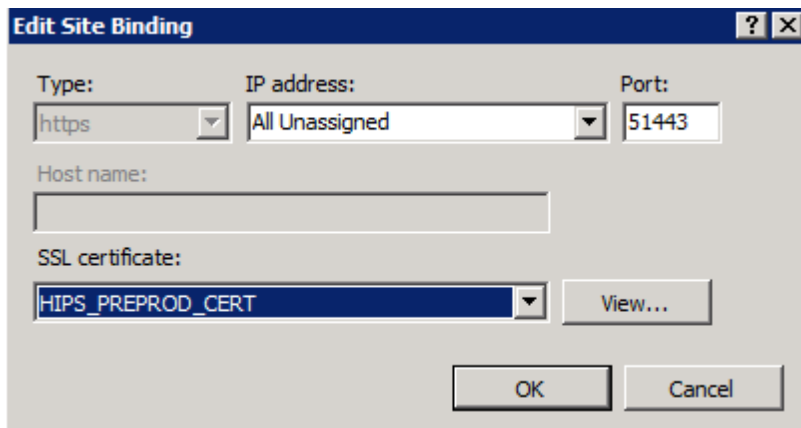 Edit Site Binding
Type: IP address: Port:
https All Unassigned 51443
Host name:
SSL certificate:
HIPS_PREPROD_CERT View...
OK Cancel